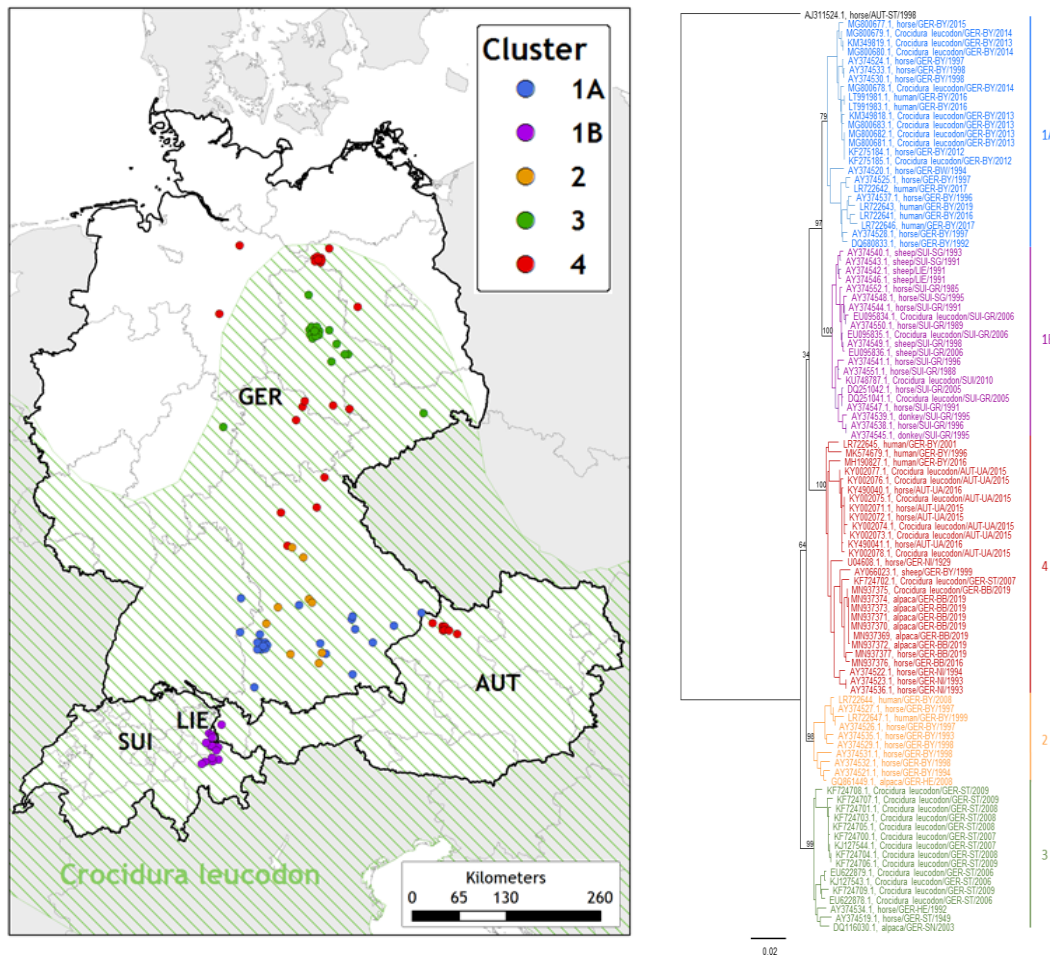 Cluster
1A
1B
2
3
4
GER
AUT
LIE
SUI
Crocidura leucodon
Kilometers
0 65 130 260
AJ311524.1, horse/AUT-ST/1998
MG800677.1, horse/GER-BY/2015
MG800679.1, Crocidura leucodon/GER-BY/2014
KM349819.1, Crocidura leucodon/GER-BY/2013
MG800680.1, Crocidura leucodon/GER-BY/2014
AY374524.1, horse/GER-BY/1997
AY374533.1, horse/GER-BY/1998
AY374530.1, horse/GER-BY/1998
MG800678.1, Crocidura leucodon/GER-BY/2014
LT991981.1, human/GER-BY/2016
LT991983.1, human/GER-BY/2016
KM349818.1, Crocidura leucodon/GER-BY/2013
MG800683.1, Crocidura leucodon/GER-BY/2013
MG800682.1, Crocidura leucodon/GER-BY/2013
MG800681.1, Crocidura leucodon/GER-BY/2013
KF275184.1, horse/GER-BY/2012
KF275185.1, Crocidura leucodon/GER-BY/2012
AY374520.1, horse/GER-BW/1994
AY374525.1, horse/GER-BY/1997
LR722642, human/GER-BY/2017
AY374537.1, horse/GER-BY/1996
LR722643, human/GER-BY/2019
LR722641, human/GER-BY/2016
LR722646, human/GER-BY/2017
AY374528.1, horse/GER-BY/1997
DQ680833.1, horse/GER-BY/1992
AY374540.1, sheep/SUI-SG/1993
AY374543.1, sheep/SUI-SG/1991
AY374542.1, sheep/LIE/1991
AY374546.1, sheep/LIE/1991
AY374552.1, horse/SUI-GR/1985
AY374548.1, horse/SUI-SG/1995
AY374544.1, horse/SUI-GR/1991
EU095834.1, Crocidura leucodon/SUI-GR/2006
AY374550.1, horse/SUI-GR/1989
EU095835.1, Crocidura leucodon/SUI-GR/2006
AY374549.1, sheep/SUI-GR/1998
EU095836.1, sheep/SUI-GR/2006
AY374541.1, horse/SUI-GR/1996
AY374551.1, horse/SUI-GR/1988
KU748787.1, Crocidura leucodon/SUI/2010
DQ251042.1, horse/SUI-GR/2005
DQ251041.1, Crocidura leucodon/SUI-GR/2005
AY374547.1, horse/SUI-GR/1991
AY374539.1, donkey/SUI-GR/1995
AY374538.1, horse/SUI-GR/1996
AY374545.1, donkey/SUI-GR/1995
LR722645, human/GER-BY/2001
MK574679.1, human/GER-BY/1996
MH190827.1, human/GER-BY/2016
KY002077.1, Crocidura leucodon/AUT-UA/2015
KY002076.1, Crocidura leucodon/AUT-UA/2015
KY490040.1, horse/AUT-UA/2016
KY002075.1, Crocidura leucodon/AUT-UA/2015
KY002071.1, horse/AUT-UA/2015
KY002072.1, horse/AUT-UA/2015
KY002074.1, Crocidura leucodon/AUT-UA/2015
KY002073.1, Crocidura leucodon/AUT-UA/2015
KY490041.1, horse/AUT-UA/2016
KY002078.1, Crocidura leucodon/AUT-UA/2015
U04608.1, horse/GER-NI/1929
AY066023.1, sheep/GER-BY/1999
KF724702.1, Crocidura leucodon/GER-ST/2007
MN937375, Crocidura leucodon/GER-BB/2019
MN937374, alpaca/GER-BB/2019
MN937373, alpaca/GER-BB/2019
MN937371, alpaca/GER-BB/2019
MN937370, alpaca/GER-BB/2019
MN937369, alpaca/GER-BB/2019
MN937372, alpaca/GER-BB/2019
MN937377, horse/GER-BB/2019
MN937376, horse/GER-BB/2016
AY374522.1, horse/GER-NI/1994
AY374523.1, horse/GER-NI/1993
AY374536.1, horse/GER-NI/1993
LR722644, human/GER-BY/2008
AY374527.1, horse/GER-BY/1997
LR722647.1, human/GER-BY/1999
AY374526.1, horse/GER-BY/1997
AY374535.1, horse/GER-BY/1993
AY374529.1, horse/GER-BY/1998
AY374531.1, horse/GER-BY/1998
AY374532.1, horse/GER-BY/1998
AY374521.1, horse/GER-BY/1994
GQ861449.1, alpaca/GER-HE/2008
KF724708.1, Crocidura leucodon/GER-ST/2009
KF724707.1, Crocidura leucodon/GER-ST/2009
KF724701.1, Crocidura leucodon/GER-ST/2008
KF724703.1, Crocidura leucodon/GER-ST/2008
KF724705.1, Crocidura leucodon/GER-ST/2008
KF724700.1, Crocidura leucodon/GER-ST/2007
KJ127544.1, Crocidura leucodon/GER-ST/2007
KF724704.1, Crocidura leucodon/GER-ST/2008
KF724706.1, Crocidura leucodon/GER-ST/2009
EU622879.1, Crocidura leucodon/GER-ST/2006
KJ127543.1, Crocidura leucodon/GER-ST/2006
KF724709.1, Crocidura leucodon/GER-ST/2009
EU622878.1, Crocidura leucodon/GER-ST/2006
AY374534.1, horse/GER-HE/1992
AY374519.1, horse/GER-ST/1949
DQ116030.1, alpaca/GER-SN/2003
79
97
100
34
100
64
98
99
1A
4
2
3
0.02